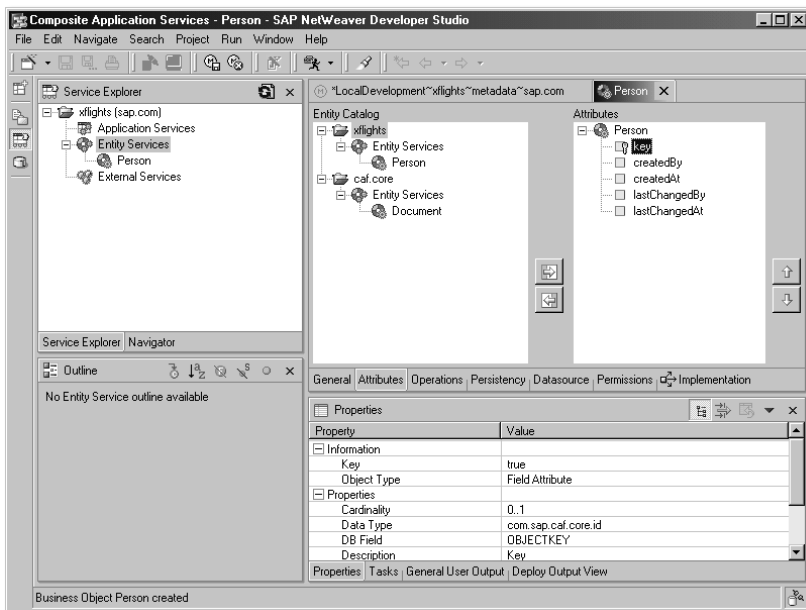 Composite Application Services - Person - SAP NetWeaver Developer Studio
File Edit Navigate Search Project Run Window Help
Service Explorer
xflights (sap.com)
Application Services
Entity Services
Person
External Services
Service Explorer Navigator
Outline
No Entity Service outline available
*LocalDevelopment~xflights~metadata~sap.com Person
Entity Catalog
xflights
Entity Services
Person
caf.core
Entity Services
Document
Attributes
Person
key
createdBy
createdAt
lastChangedBy
lastChangedAt
General Attributes Operations Persistency Datasource Permissions Implementation
Properties
Property Value
Information
Key true
Object Type Field Attribute
Properties
Cardinality 0..1
Data Type com.sap.caf.core.id
DB Field OBJECTKEY
Description Key
Properties Tasks General User Output Deploy Output View
Business Object Person created